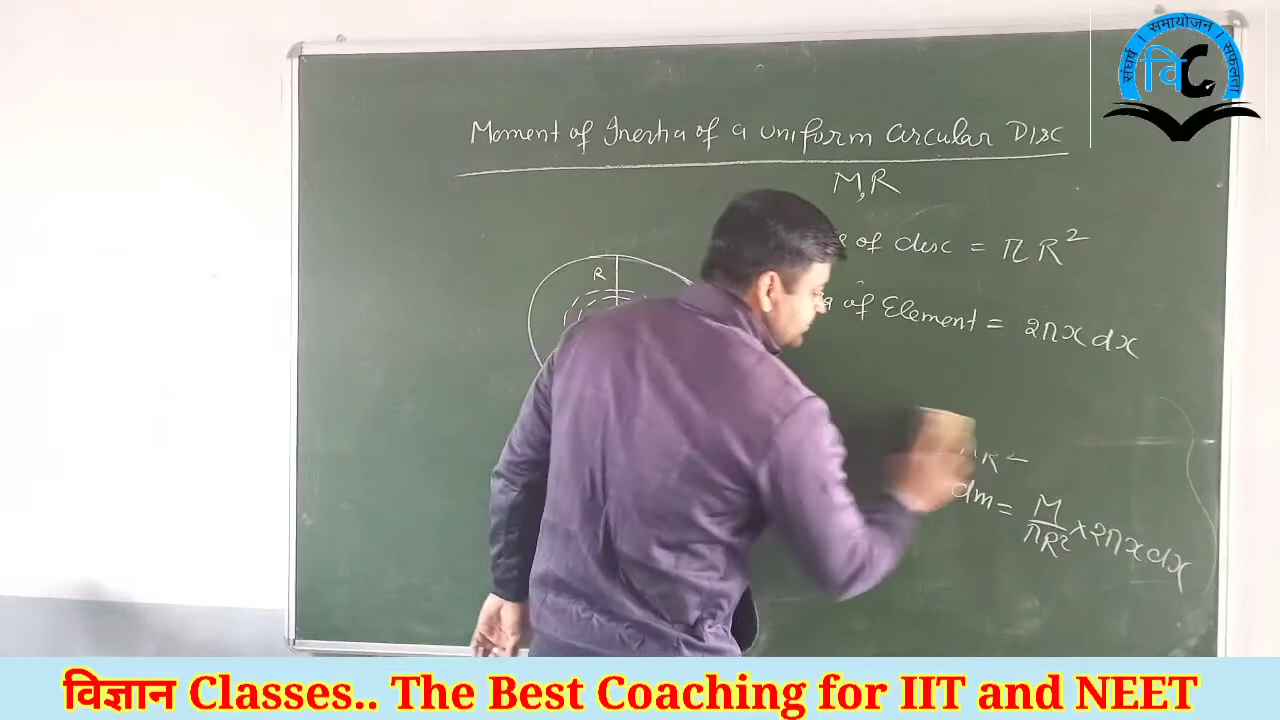 संघर्ष । समायोजन । सफलता
वि C
Moment of Inertia of a uniform circular Disc
M, R
of disc = πR²
R
of Element = 2πx dx
R²
dm = M/πR² × 2πx dx
विज्ञान Classes.. The Best Coaching for IIT and NEET